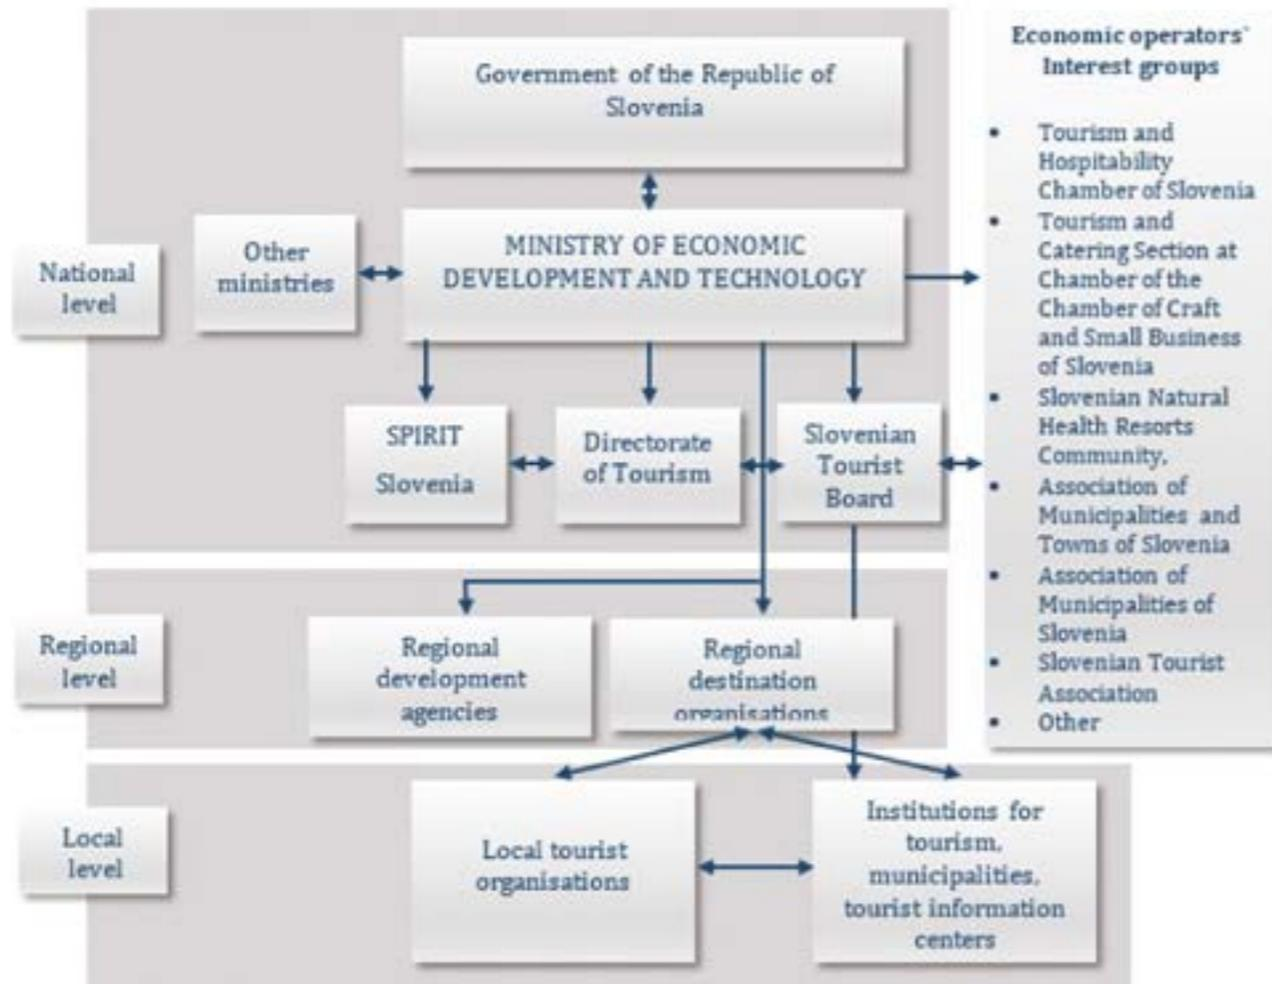 Government of the Republic of
Slovenia
Other
ministries
MINISTRY OF ECONOMIC
DEVELOPMENT AND TECHNOLOGY
National
level
SPIRIT
Slovenia
Directorate
of Tourism
Slovenian
Tourist
Board
Regional
level
Regional
development
agencies
Regional
destination
organisations
Local
level
Local tourist
organisations
Institutions for
tourism,
municipalities,
tourist information
centers
Economic operators`
Interest groups
• Tourism and
Hospitability
Chamber of Slovenia
• Tourism and
Catering Section at
Chamber of the
Chamber of Craft
and Small Business
of Slovenia
• Slovenian Natural
Health Resorts
Community,
• Association of
Municipalities and
Towns of Slovenia
• Association of
Municipalities of
Slovenia
• Slovenian Tourist
Association
• Other